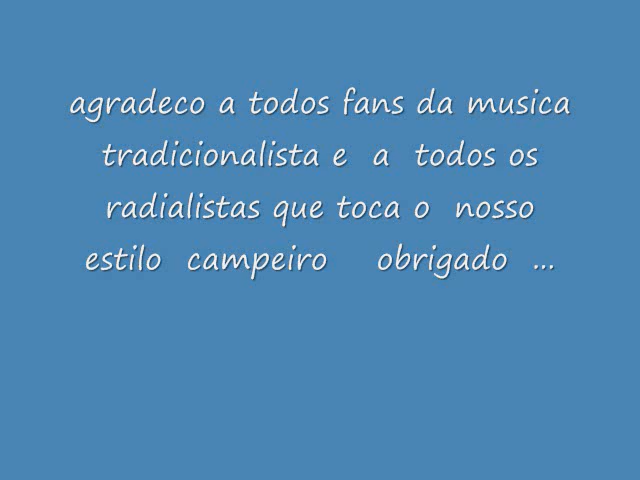 agradeco a todos fans da musica
tradicionalista e a todos os
radialistas que toca o nosso
estilo campeiro obrigado ...